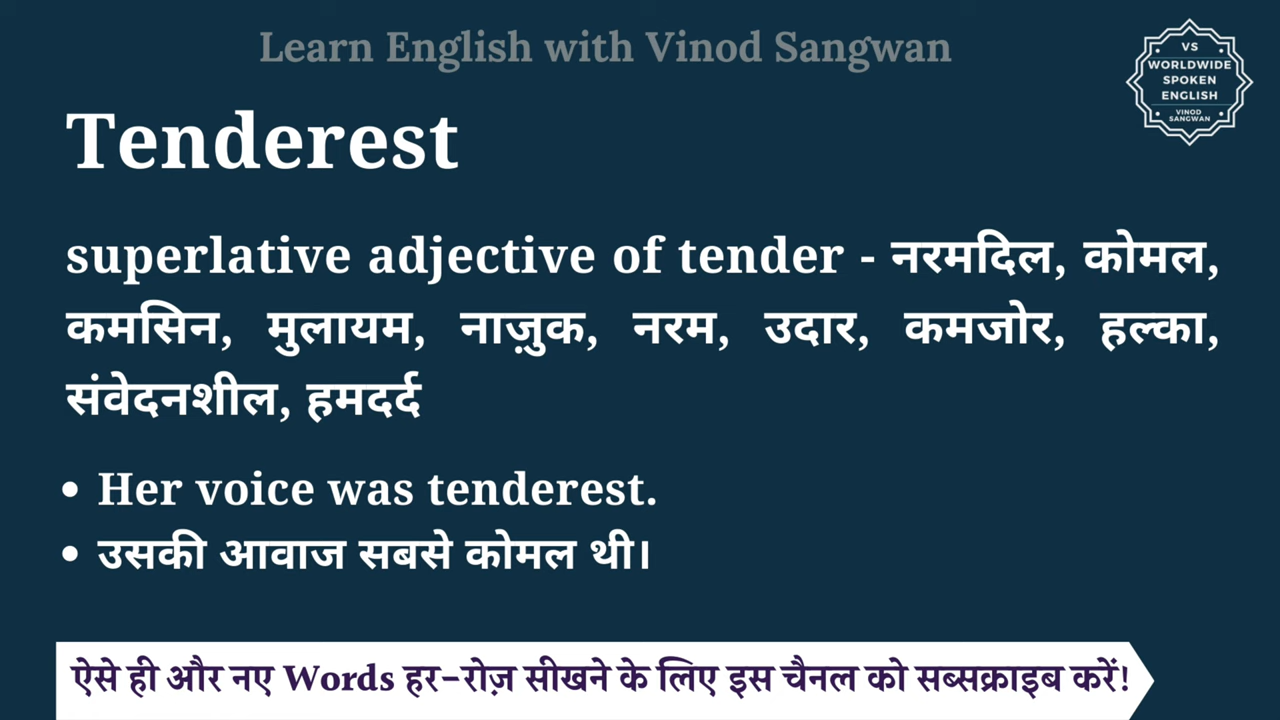 Learn English with Vinod Sangwan
VS
WORLDWIDE
SPOKEN
ENGLISH
VINOD
SANGWAN
Tenderest
superlative adjective of tender - नरमदिल, कोमल,
कमसिन, मुलायम, नाज़ुक, नरम, उदार, कमजोर, हल्का,
संवेदनशील, हमदर्द
• Her voice was tenderest.
• उसकी आवाज सबसे कोमल थी।
ऐसे ही और नए Words हर-रोज़ सीखने के लिए इस चैनल को सब्सक्राइब करें!